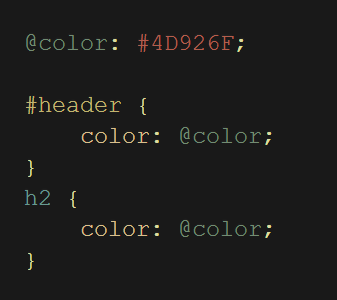 @color: #4D926F;
#header {
    color: @color;
}
h2 {
    color: @color;
}